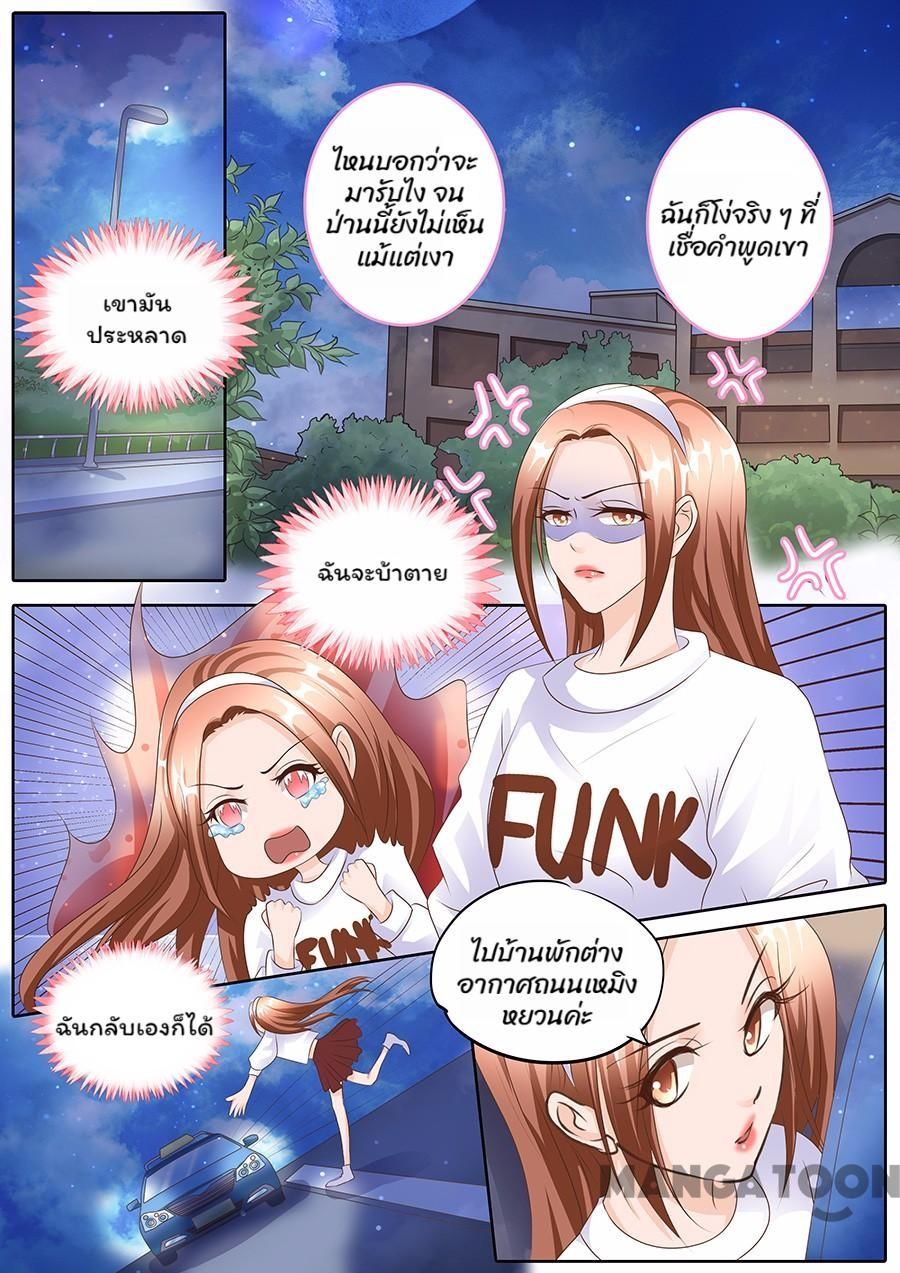 เขามัน
ประหลาด
ไหนบอกว่าจะ
มารับไง จน
ป่านนี้ยังไม่เห็น
แม้แต่เงา
ฉันก็โง่จริง ๆ ที่
เชื่อคำพูดเขา
ฉันจะบ้าตาย
FUNK
FUNK
ฉันกลับเองก็ได้
ไปบ้านพักต่าง
อากาศถนนเหมิง
หยวนค่ะ
MANGATOON